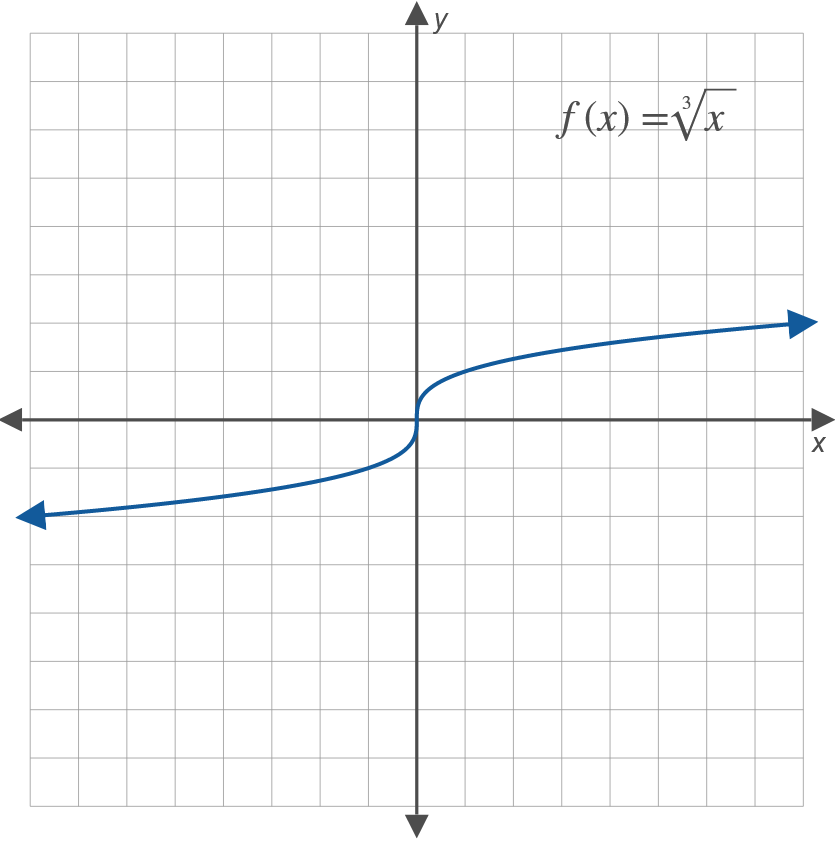 y
f (x) = ∛x
x